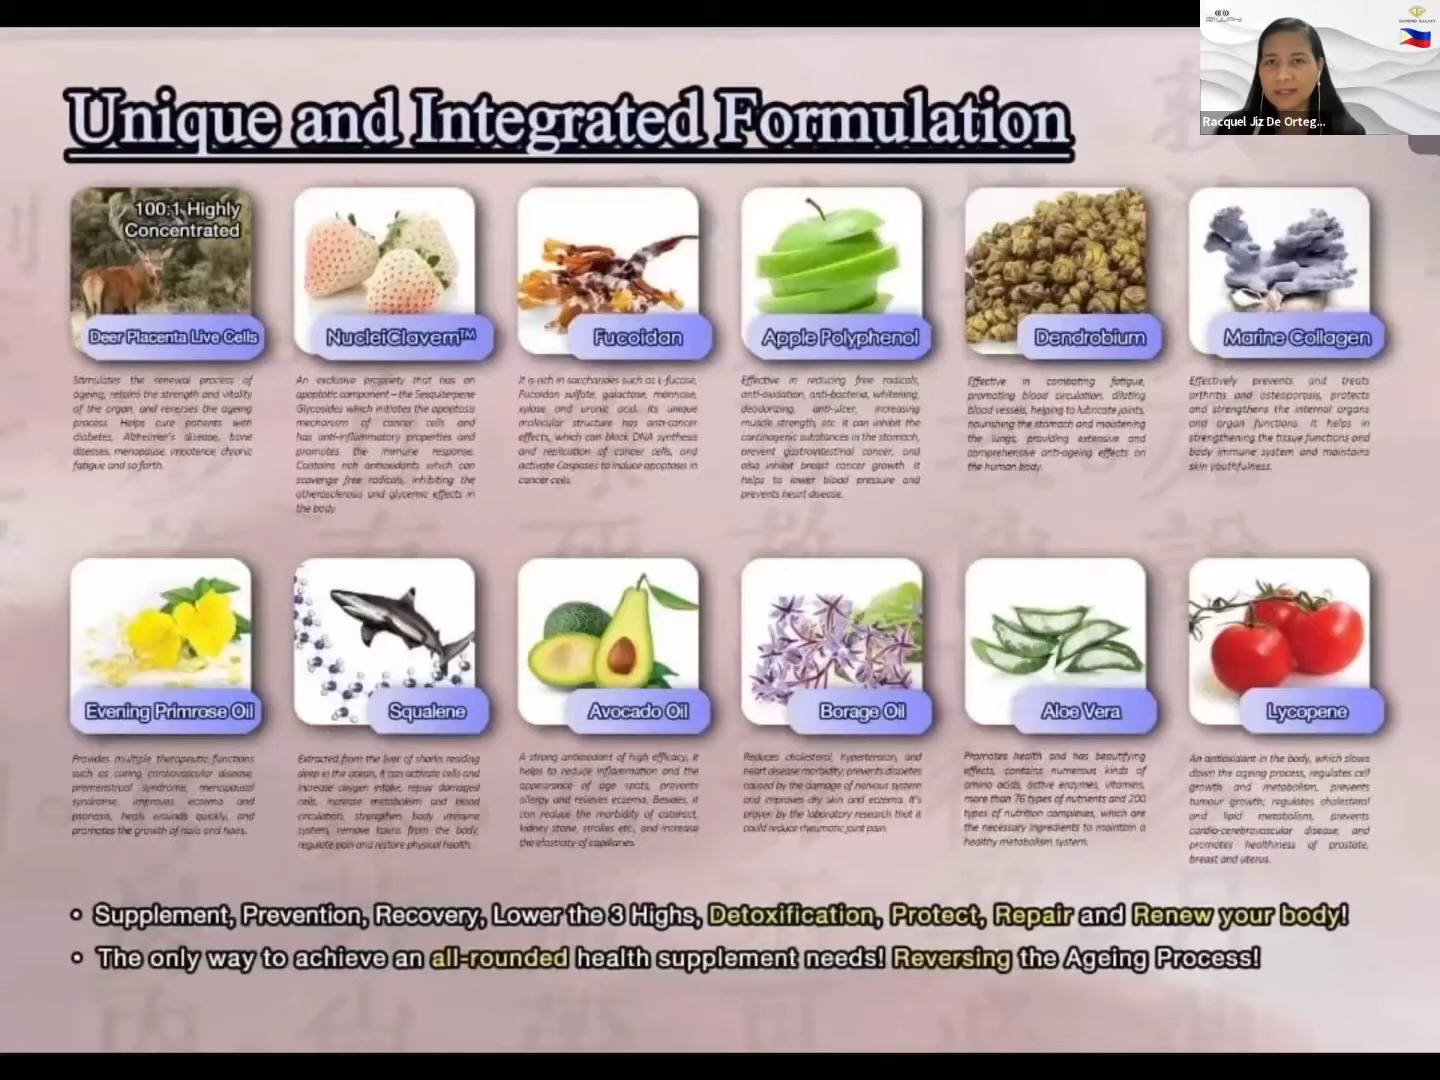 Unique and Integrated Formulation
RIWAY
DIAMOND GALAXY
Racquel Jiz De Orteg...
100:1 Highly
Concentrated
Deer Placenta Live Cells
Stimulates the renewal process of
ageing, retains the strength and vitality
of the organ, and reverses the ageing
process. Helps cure patients with
diabetes, Alzheimer's disease, bone
diseases, menopause, impotence, chronic
fatigue and so forth.
NucleiClavem™
An exclusive propriety that has an
apoptotic component – the Sesquiterpene
Glycosides which initiates the apoptosis
mechanism of cancer cells and
has anti-inflammatory properties and
promotes the immune response.
Contains rich antioxidants which can
scavenge free radicals, inhibiting the
atherosclerosis and glycemic effects in
the body.
Fucoidan
It is rich in saccharides such as L-fucose,
Fucoidan sulfate, galactose, mannose,
xylose and uronic acid. Its unique
molecular structure has anti-cancer
effects, which can block DNA synthesis
and replication of cancer cells, and
activate Caspases to induce apoptosis in
cancer cells.
Apple Polyphenol
Effective in reducing free radicals,
anti-oxidation, anti-bacteria, whitening,
deodorizing, anti-ulcer, increasing
muscle strength, etc. It can inhibit the
carcinogenic substances in the stomach,
prevent gastrointestinal cancer, and
also inhibit breast cancer growth. It
helps to lower blood pressure and
prevents heart disease.
Dendrobium
Effective in combating fatigue,
promoting blood circulation, dilating
blood vessels, helping to lubricate joints,
nourishing the stomach and moistening
the lungs, providing extensive and
comprehensive anti-ageing effects on
the human body.
Marine Collagen
Effectively prevents and treats
arthritis and osteoporosis, protects
and strengthens the internal organs
and organ functions. It helps in
strengthening the tissue functions and
body immune system and maintains
skin youthfulness.
Evening Primrose Oil
Provides multiple therapeutic functions
such as curing cardiovascular disease,
premenstrual syndrome, menopausal
syndrome, improves eczema and
psoriasis, heals wounds quickly, and
promotes the growth of nails and hairs.
Squalene
Extracted from the liver of sharks residing
deep in the ocean, it can activate cells and
increase oxygen intake, repair damaged
cells, increase metabolism and blood
circulation, strengthen body immune
system, remove toxins from the body,
regulate pain and restore physical health.
Avocado Oil
A strong antioxidant of high efficacy, it
helps to reduce inflammation and the
appearance of age spots, prevents
allergy and relieves eczema. Besides, it
can reduce the morbidity of cataract,
kidney stone, strokes etc., and increase
the elasticity of capillaries.
Borage Oil
Reduces cholesterol, hypertension, and
heart disease morbidity; prevents diabetes
caused by the damage of nervous system
and improves dry skin and eczema. It's
proven by the laboratory research that it
could reduce rheumatic joint pain.
Aloe Vera
Promotes health and has beautifying
effects, contains numerous kinds of
amino acids, active enzymes, vitamins,
more than 76 types of nutrients and 200
types of nutrition complexes, which are
the necessary ingredients to maintain a
healthy metabolism system.
Lycopene
An antioxidant in the body, which slows
down the ageing process, regulates cell
growth and metabolism, prevents
tumour growth; regulates cholesterol
and lipid metabolism, prevents
cardio-cerebrovascular disease, and
promotes healthiness of prostate,
breast and uterus.
• Supplement, Prevention, Recovery, Lower the 3 Highs, Detoxification, Protect, Repair and Renew your body!
• The only way to achieve an all-rounded health supplement needs! Reversing the Ageing Process!